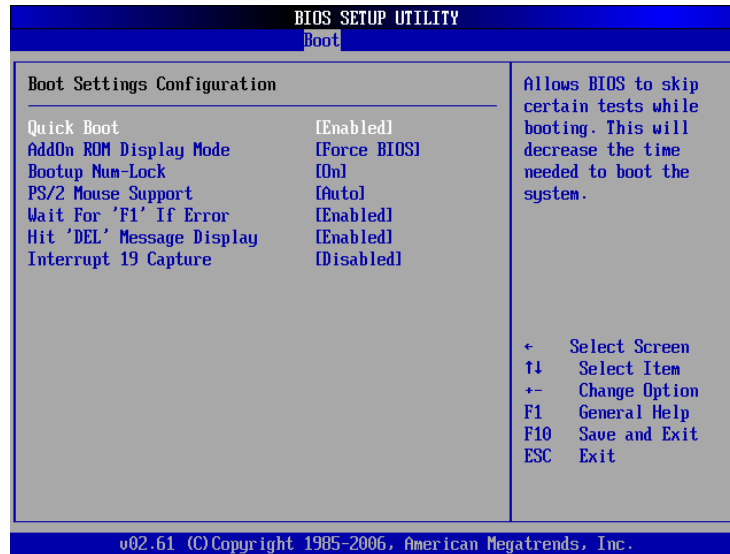 BIOS SETUP UTILITY
Boot
Boot Settings Configuration
Quick Boot [Enabled]
AddOn ROM Display Mode [Force BIOS]
Bootup Num-Lock [On]
PS/2 Mouse Support [Auto]
Wait For 'F1' If Error [Enabled]
Hit 'DEL' Message Display [Enabled]
Interrupt 19 Capture [Disabled]
Allows BIOS to skip
certain tests while
booting. This will
decrease the time
needed to boot the
system.
← Select Screen
↑↓ Select Item
+- Change Option
F1 General Help
F10 Save and Exit
ESC Exit
v02.61 (C)Copyright 1985-2006, American Megatrends, Inc.